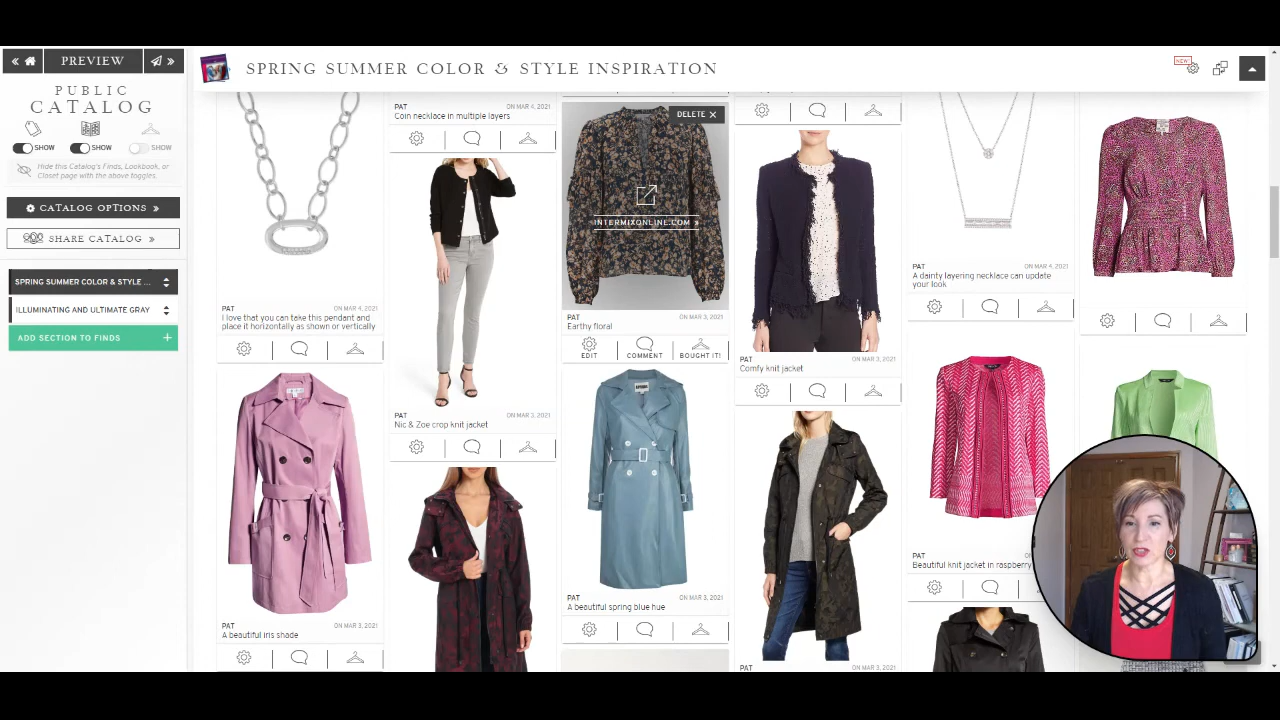 PREVIEW
SPRING SUMMER COLOR & STYLE INSPIRATION
NEW!
PUBLIC
CATALOG
SHOW
SHOW
SHOW
Hide this Catalog's Finds, Lookbook, or
Closet page with the above toggles.
CATALOG OPTIONS »
SHARE CATALOG »
SPRING SUMMER COLOR & STYLE ...
ILLUMINATING AND ULTIMATE GRAY
ADD SECTION TO FINDS +
PAT ON MAR 4, 2021
I love that you can take this pendant and
place it horizontally as shown or vertically
PAT ON MAR 3, 2021
A beautiful iris shade
PAT ON MAR 4, 2021
Coin necklace in multiple layers
PAT ON MAR 3, 2021
Nic & Zoe crop knit jacket
DELETE ✕
INTERMIXONLINE.COM »
PAT ON MAR 3, 2021
Earthy floral
EDIT COMMENT BOUGHT IT!
PAT ON MAR 3, 2021
A beautiful spring blue hue
PAT ON MAR 3, 2021
Comfy knit jacket
PAT ON MAR 3, 2021
PAT ON MAR 4, 2021
A dainty layering necklace can update
your look
PAT
Beautiful knit jacket in raspberry